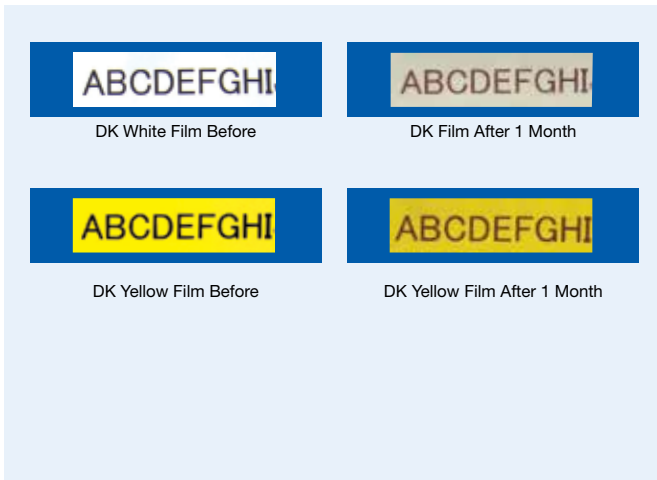 ABCDEFGHI
DK White Film Before
ABCDEFGHI
DK Film After 1 Month
ABCDEFGHI
DK Yellow Film Before
ABCDEFGHI
DK Yellow Film After 1 Month